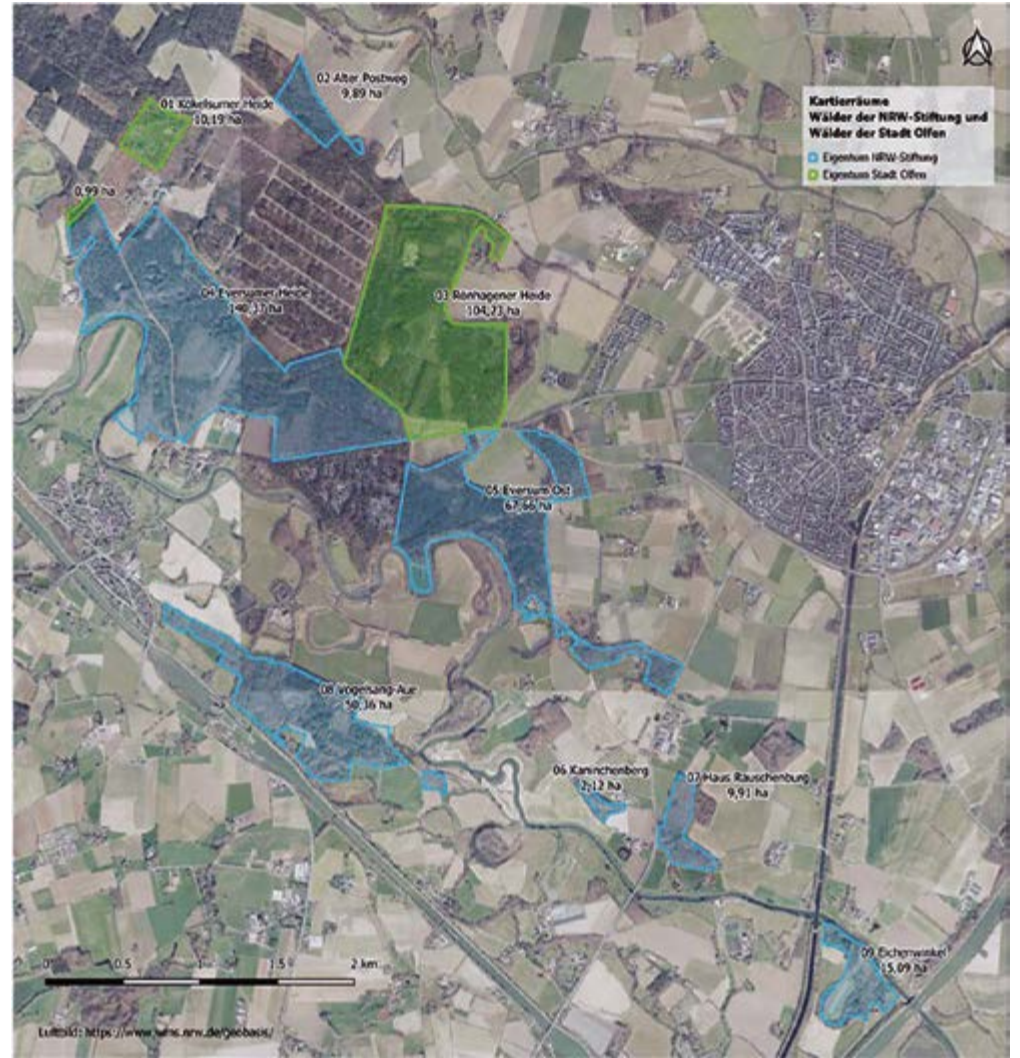 Kartierräume
Wälder der NRW-Stiftung und
Wälder der Stadt Olfen
Eigentum NRW-Stiftung
Eigentum Stadt Olfen
02 Alter Postweg
9,89 ha
01 Kökelsumer Heide
10,19 ha
0,99 ha
04 Eversumer Heide
140,37 ha
03 Rönhagener Heide
104,23 ha
05 Eversum Ost
67,66 ha
08 Vogelsang-Aue
50,36 ha
06 Kaninchenberg
2,12 ha
07 Haus Rauschenburg
9,91 ha
09 Eichenwinkel
15,09 ha
0 0.5 1 1.5 2 km
Luftbild: https://www.wms.nrw.de/geobasis/